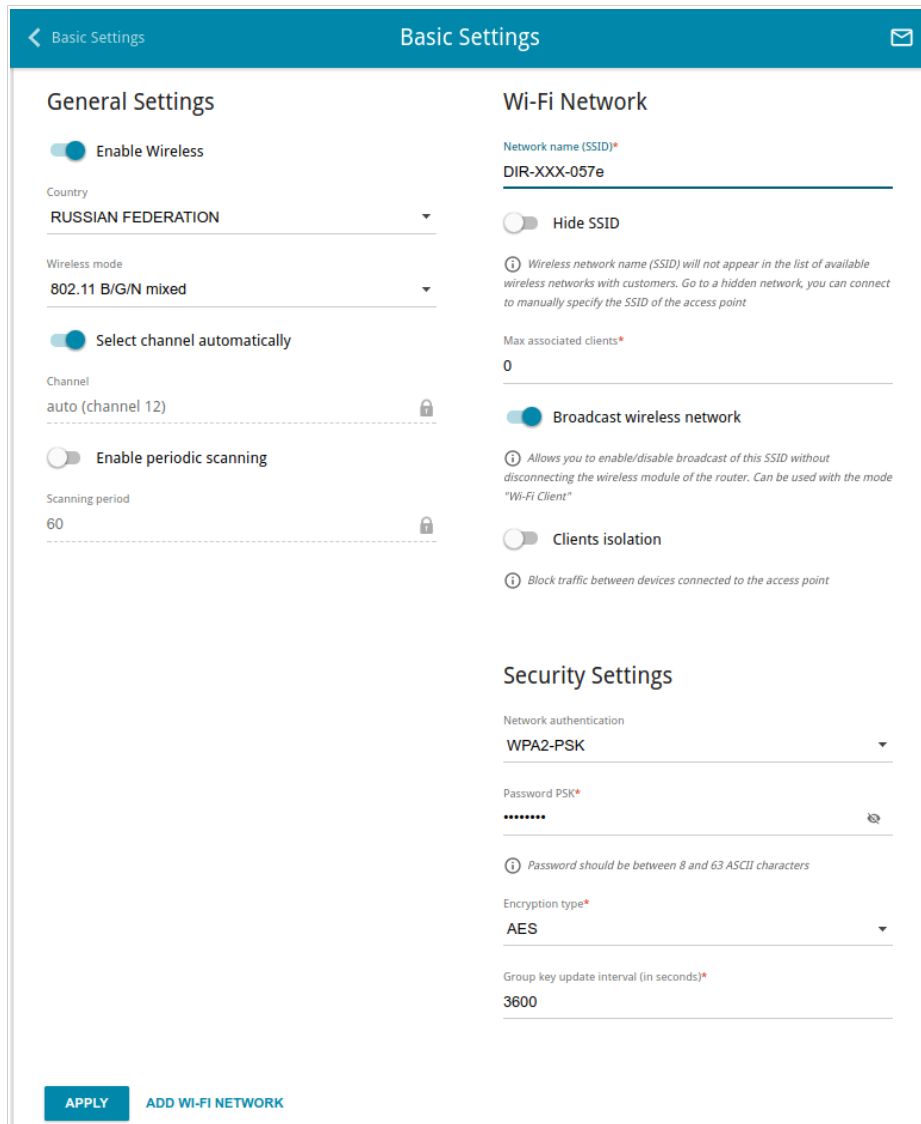 Basic Settings
Basic Settings
General Settings
Enable Wireless
Country
RUSSIAN FEDERATION
Wireless mode
802.11 B/G/N mixed
Select channel automatically
Channel
auto (channel 12)
Enable periodic scanning
Scanning period
60
Wi-Fi Network
Network name (SSID)*
DIR-XXX-057e
Hide SSID
Wireless network name (SSID) will not appear in the list of available
wireless networks with customers. Go to a hidden network, you can connect
to manually specify the SSID of the access point
Max associated clients*
0
Broadcast wireless network
Allows you to enable/disable broadcast of this SSID without
disconnecting the wireless module of the router. Can be used with the mode
"Wi-Fi Client"
Clients isolation
Block traffic between devices connected to the access point
Security Settings
Network authentication
WPA2-PSK
Password PSK*
••••••••
Password should be between 8 and 63 ASCII characters
Encryption type*
AES
Group key update interval (in seconds)*
3600
APPLY
ADD WI-FI NETWORK